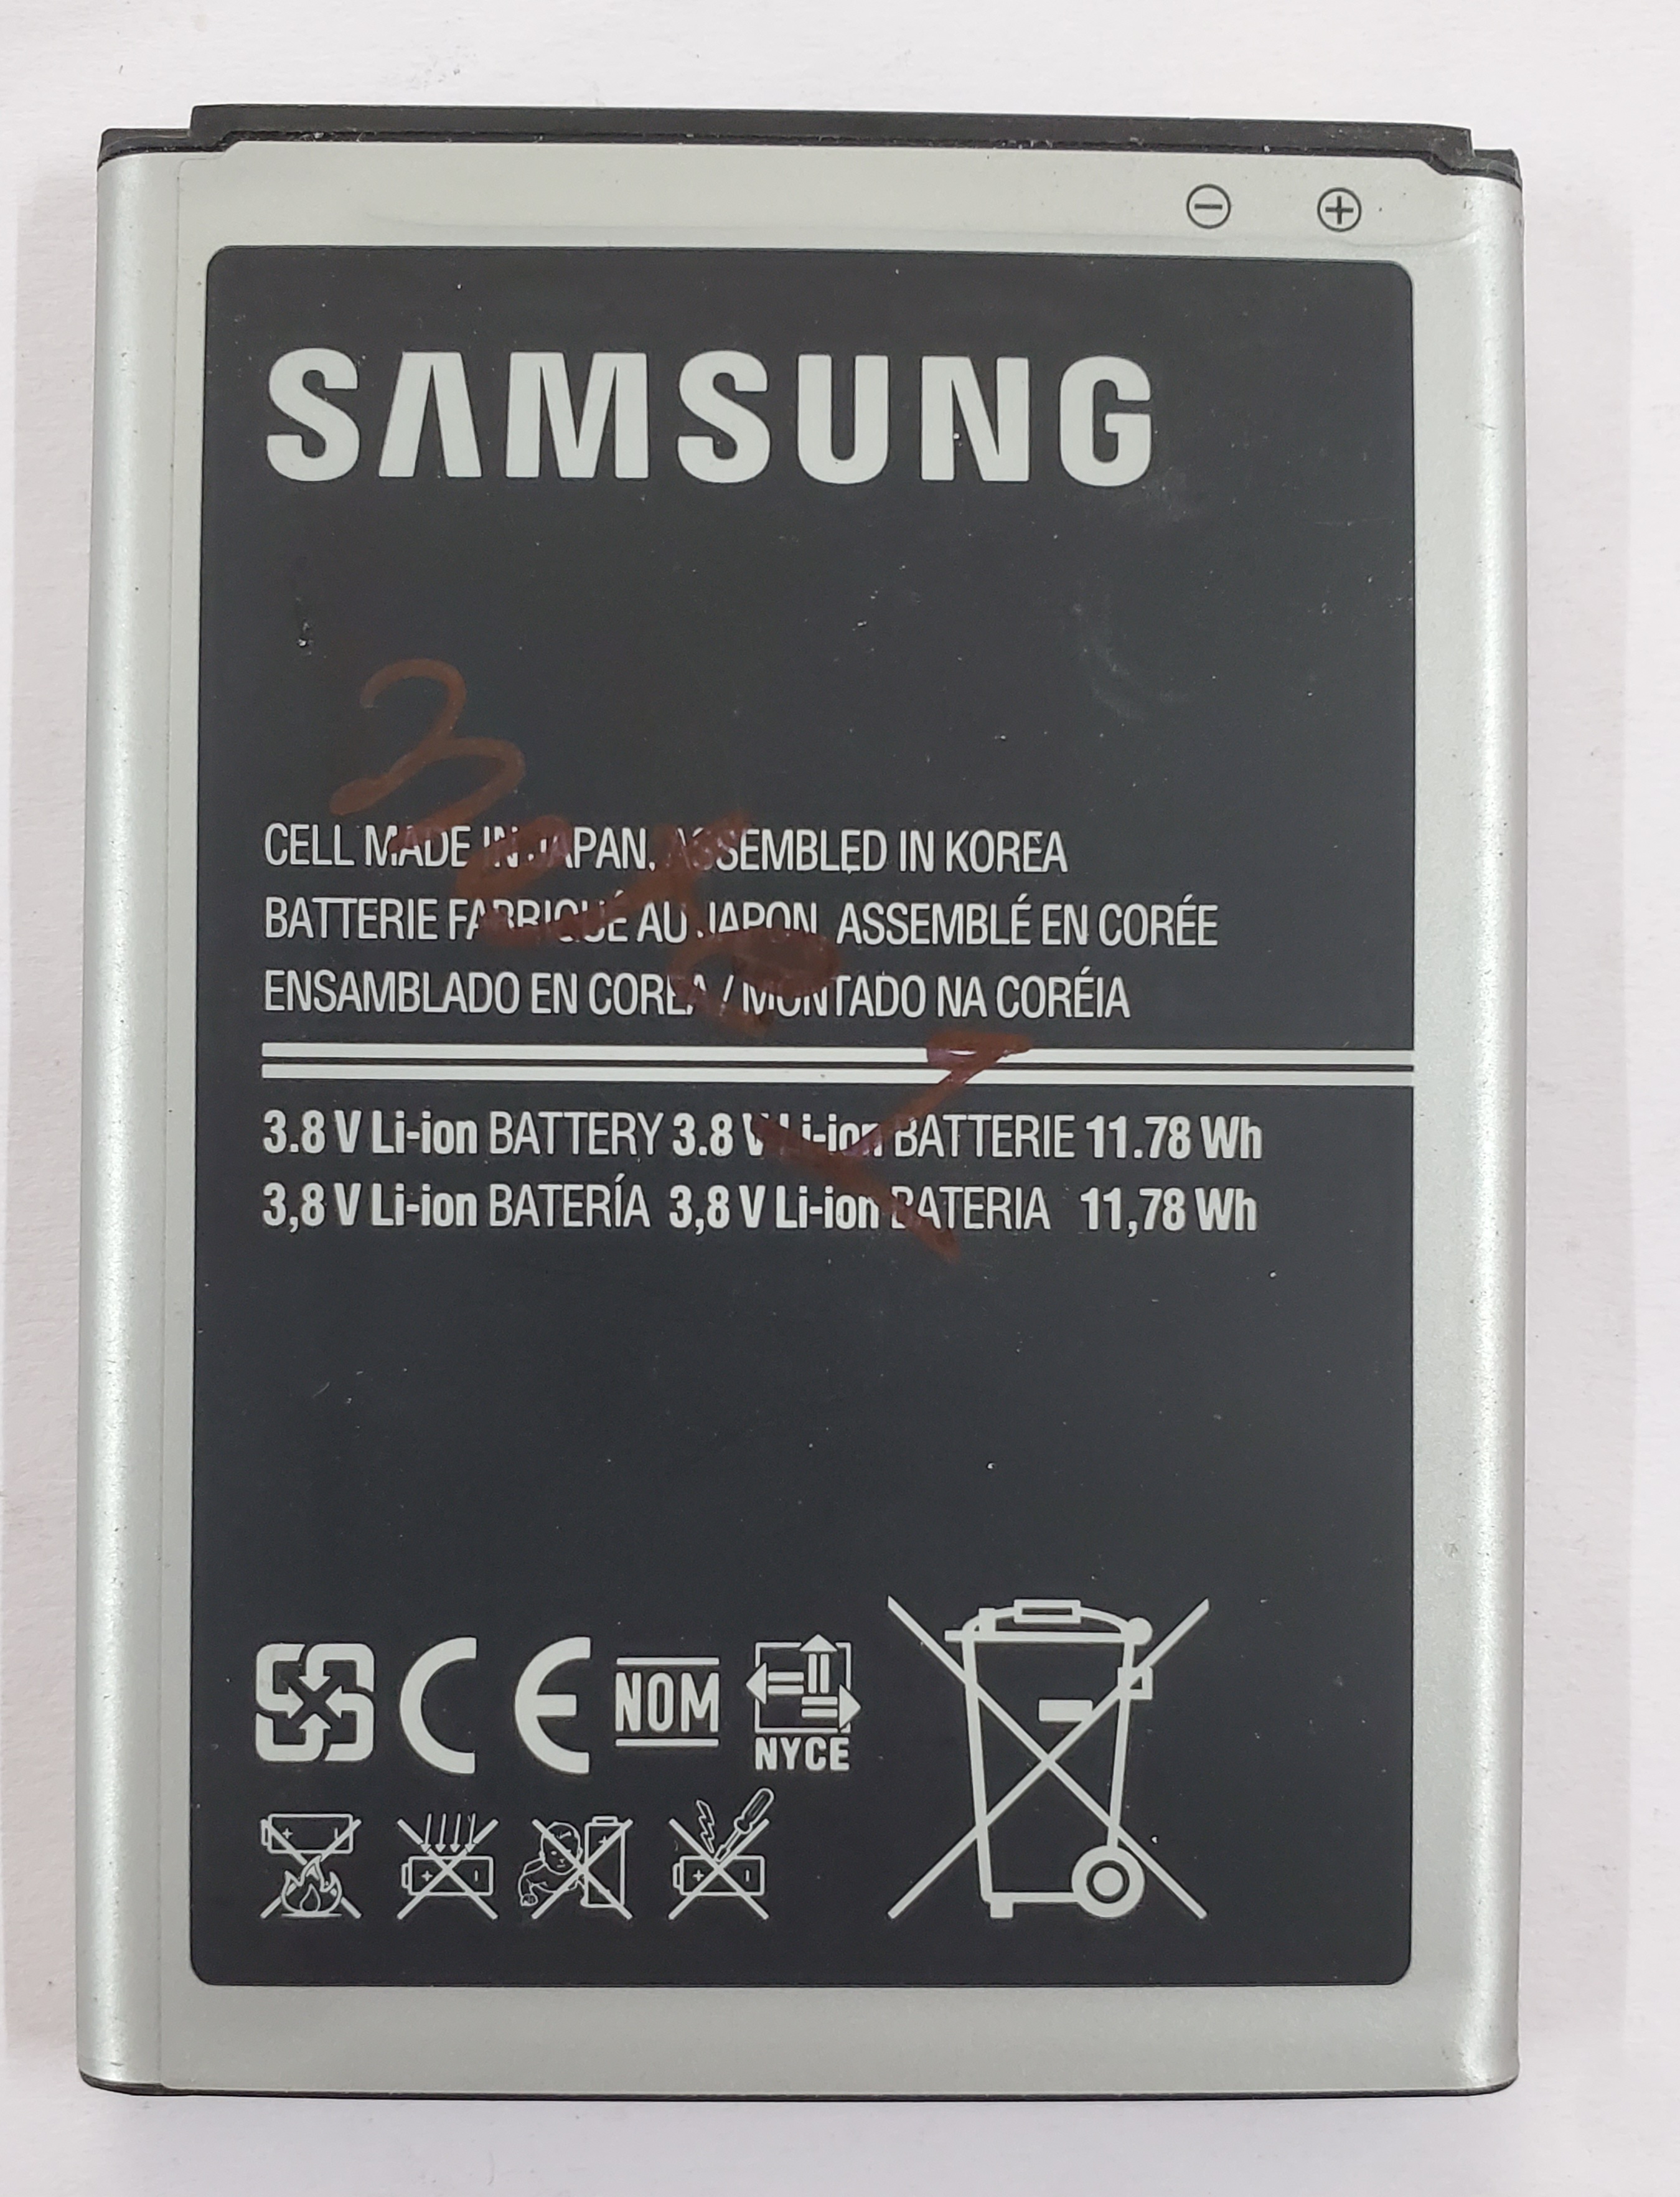 SAMSUNG
CELL MADE IN JAPAN, ASSEMBLED IN KOREA
BATTERIE FABRIQUÉ AU JAPON, ASSEMBLÉ EN CORÉE
ENSAMBLADO EN COREA / MONTADO NA CORÉIA
3.8 V Li-ion BATTERY 3.8 V Li-ion BATTERIE 11.78 Wh
3,8 V Li-ion BATERÍA 3,8 V Li-ion BATERIA 11,78 Wh
CE NOM
NYCE